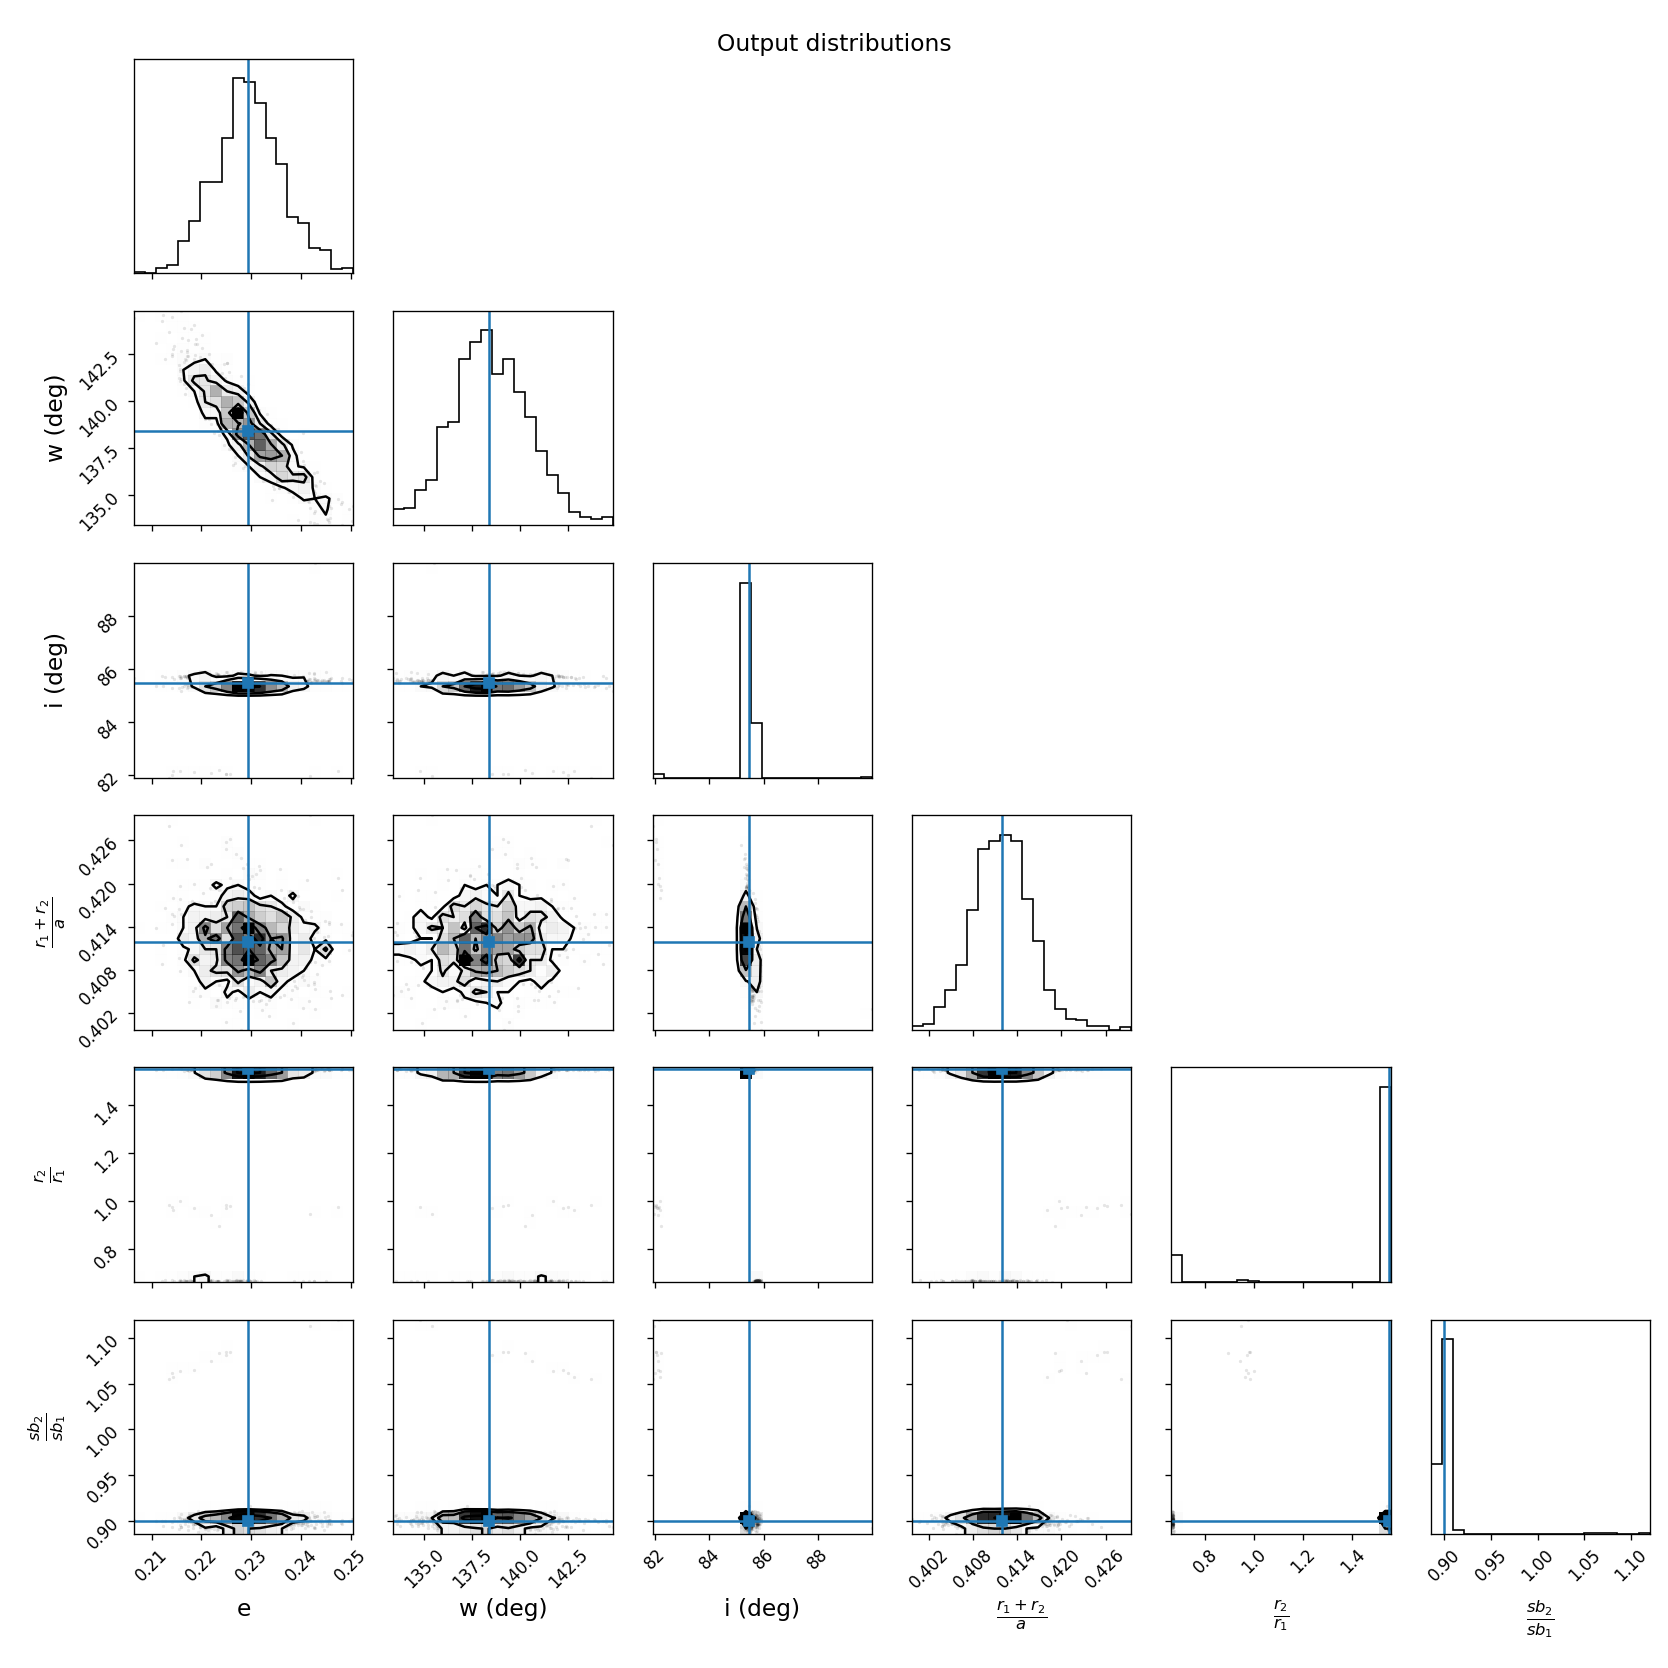 Output distributions
w (deg)
142.5
140.0
137.5
135.0
i (deg)
88
86
84
82
r₁ + r₂
a
0.426
0.420
0.414
0.408
0.402
r₂
r₁
1.4
1.2
1.0
0.8
sb₂
sb₁
1.10
1.05
1.00
0.95
0.90
0.21 0.22 0.23 0.24 0.25 135.0 137.5 140.0 142.5 82 84 86 88 0.402 0.408 0.414 0.420 0.426 0.8 1.0 1.2 1.4 0.90 0.95 1.00 1.05 1.10
e w (deg) i (deg)
r₁ + r₂ r₂ sb₂
a r₁ sb₁